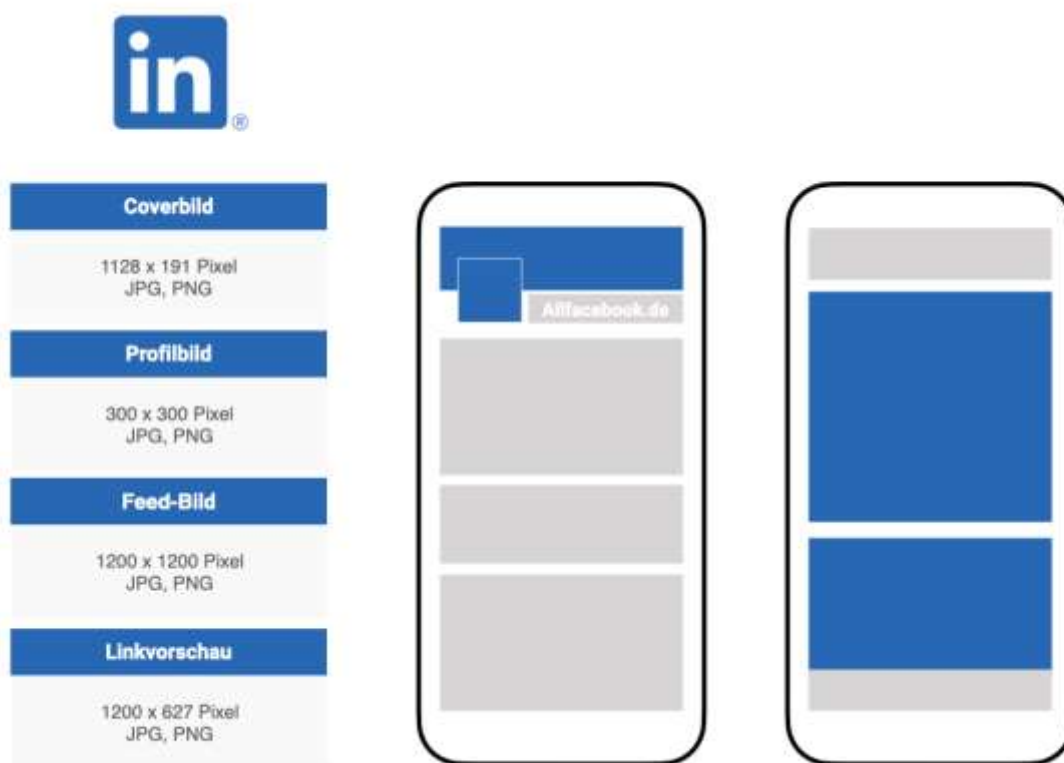 in®
Coverbild
1128 x 191 Pixel
JPG, PNG
Profilbild
300 x 300 Pixel
JPG, PNG
Feed-Bild
1200 x 1200 Pixel
JPG, PNG
Linkvorschau
1200 x 627 Pixel
JPG, PNG
Allfacebook.de